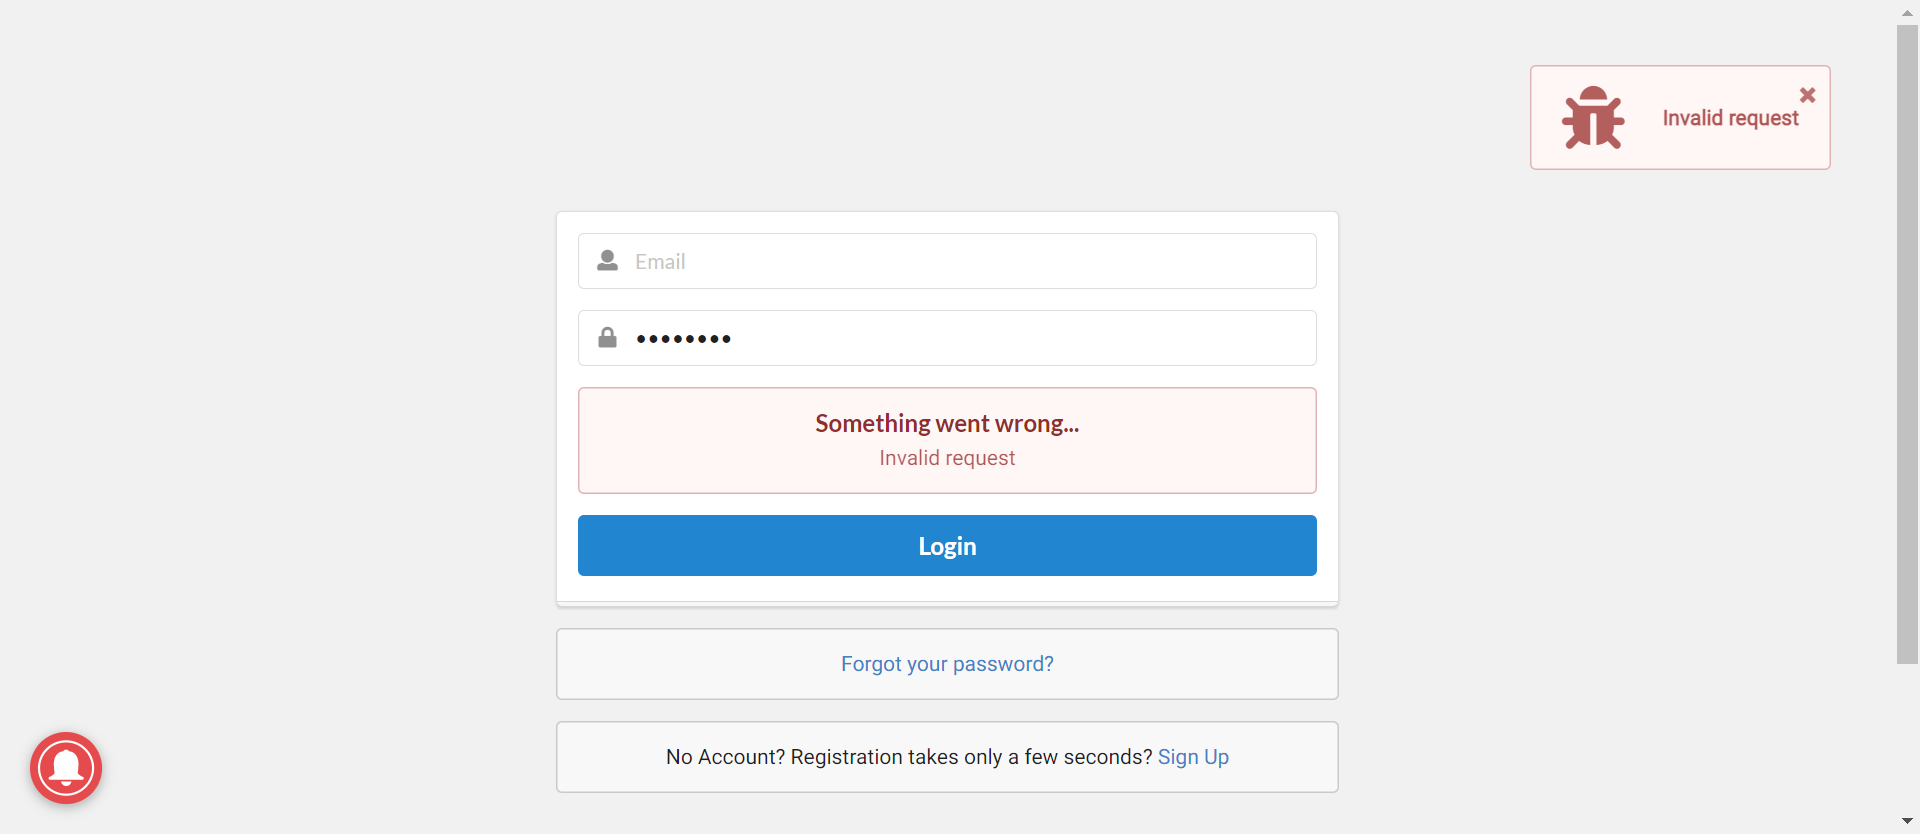 Invalid request
Email
••••••••
Something went wrong...
Invalid request
Login
Forgot your password?
No Account? Registration takes only a few seconds? Sign Up